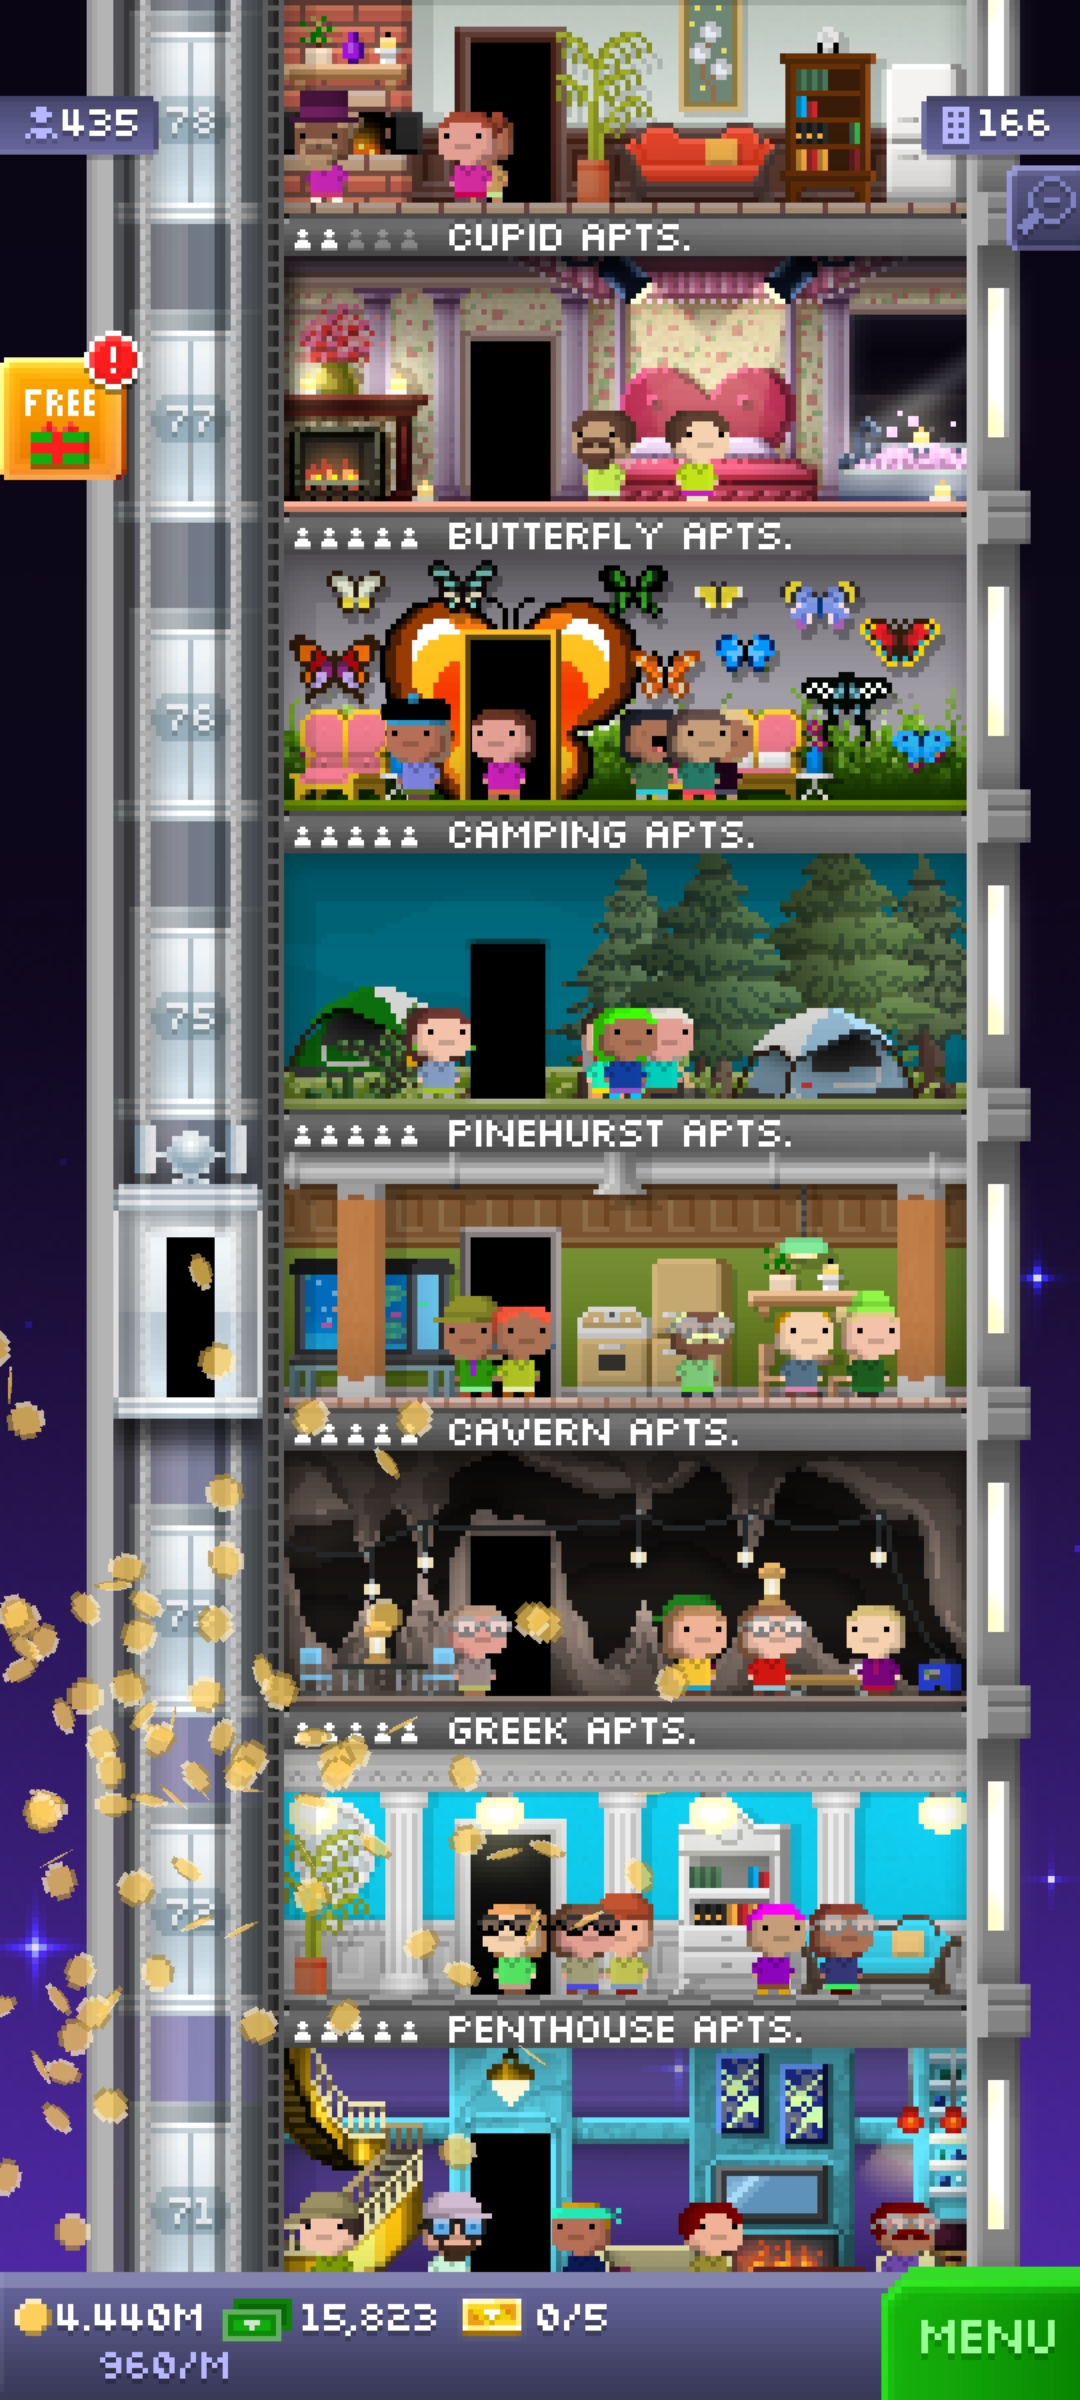 78
435
166
CUPID APTS.
FREE
!
77
BUTTERFLY APTS.
76
CAMPING APTS.
75
PINEHURST APTS.
CAVERN APTS.
GREEK APTS.
72
PENTHOUSE APTS.
71
4.440M
15,823
0/5
960/M
MENU